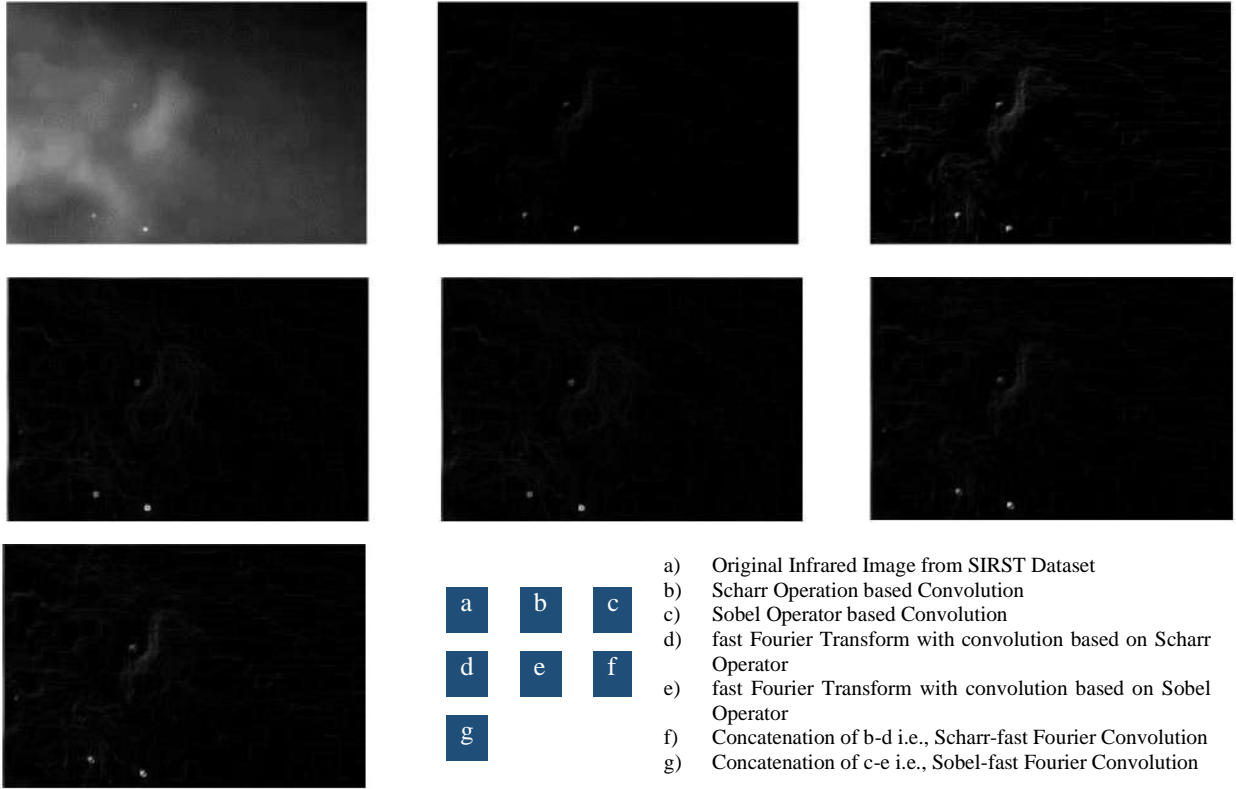 a b c
d e f
g
a) Original Infrared Image from SIRST Dataset
b) Scharr Operation based Convolution
c) Sobel Operator based Convolution
d) fast Fourier Transform with convolution based on Scharr
Operator
e) fast Fourier Transform with convolution based on Sobel
Operator
f) Concatenation of b-d i.e., Scharr-fast Fourier Convolution
g) Concatenation of c-e i.e., Sobel-fast Fourier Convolution